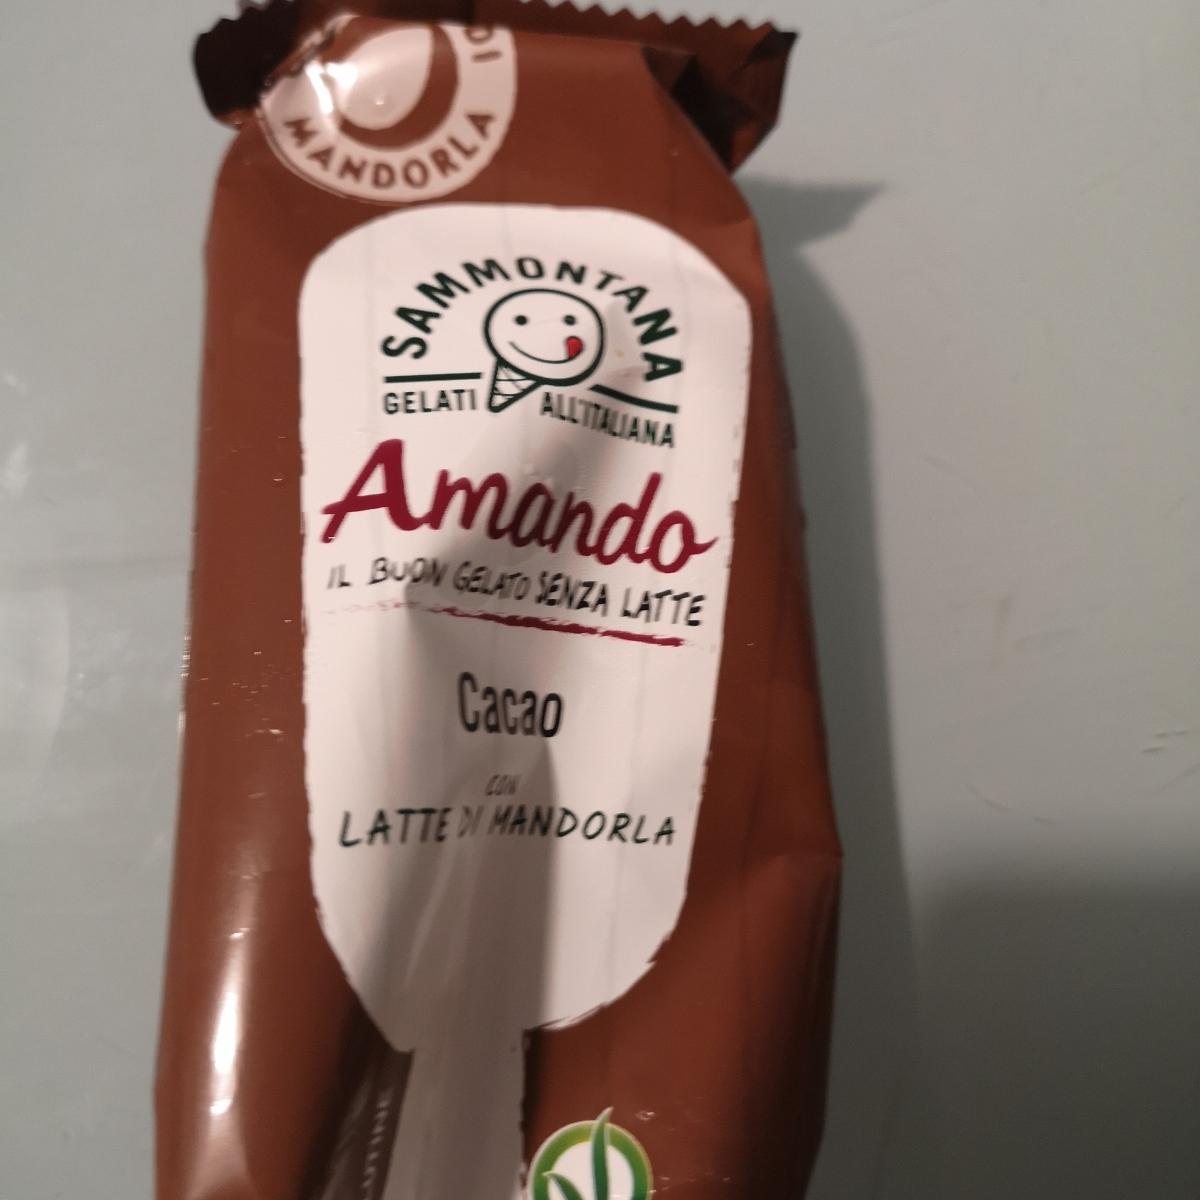 MANDORLA
SAMMONTANA
GELATI ALL'ITALIANA
Amando
IL BUON GELATO SENZA LATTE
Cacao
CON
LATTE DI MANDORLA